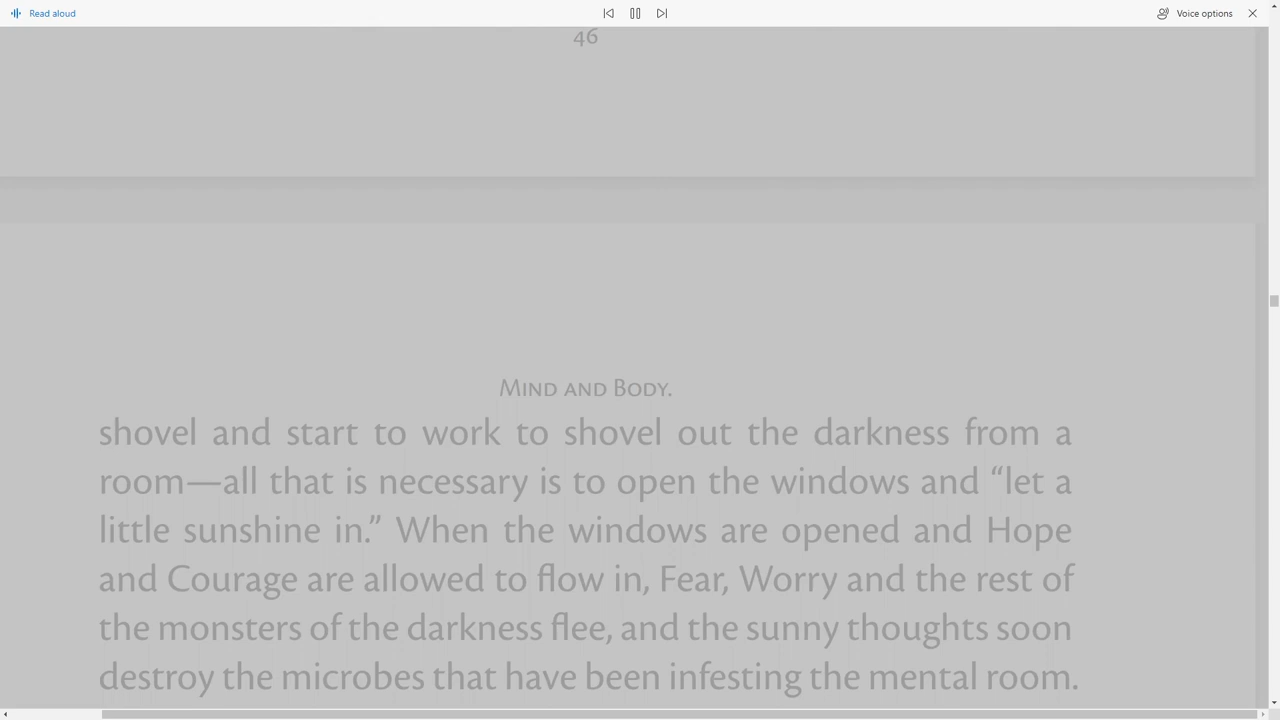 Read aloud
Voice options
46
Mind and Body.
shovel and start to work to shovel out the darkness from a
room—all that is necessary is to open the windows and “let a
little sunshine in.” When the windows are opened and Hope
and Courage are allowed to flow in, Fear, Worry and the rest of
the monsters of the darkness flee, and the sunny thoughts soon
destroy the microbes that have been infesting the mental room.